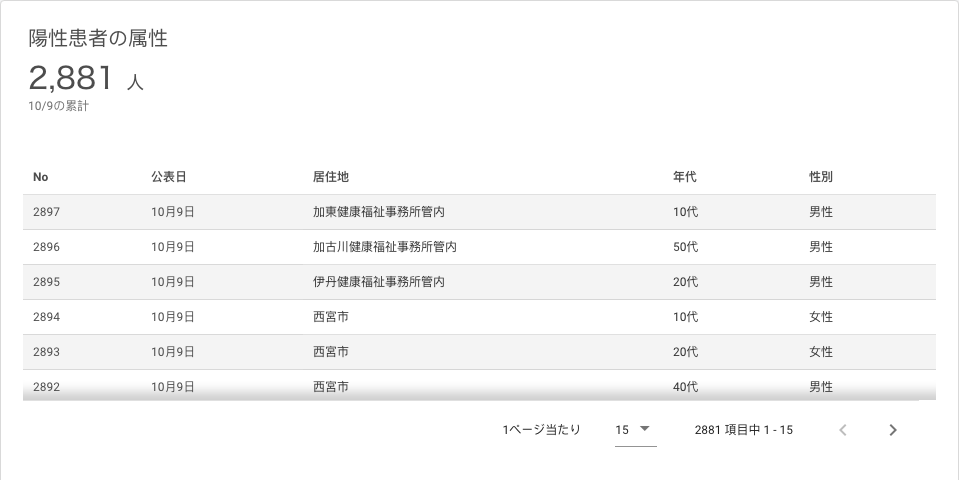 陽性患者の属性
2,881 人
10/9の累計
No 公表日 居住地 年代 性別
2897 10月9日 加東健康福祉事務所管内 10代 男性
2896 10月9日 加古川健康福祉事務所管内 50代 男性
2895 10月9日 伊丹健康福祉事務所管内 20代 男性
2894 10月9日 西宮市 10代 女性
2893 10月9日 西宮市 20代 女性
2892 10月9日 西宮市 40代 男性
1ページ当たり 15 2881 項目中 1 - 15